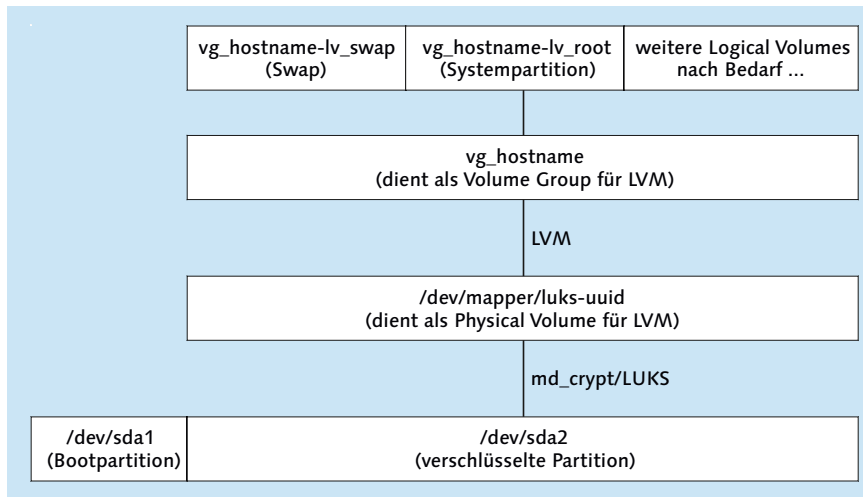 vg_hostname-lv_swap
(Swap)
vg_hostname-lv_root
(Systempartition)
weitere Logical Volumes
nach Bedarf ...
vg_hostname
(dient als Volume Group für LVM)
LVM
/dev/mapper/luks-uuid
(dient als Physical Volume für LVM)
md_crypt/LUKS
/dev/sda1
(Bootpartition)
/dev/sda2
(verschlüsselte Partition)